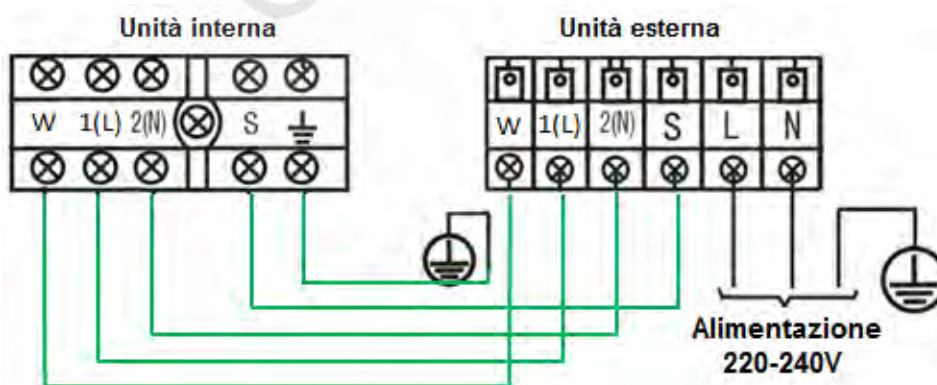 Unità interna
Unità esterna
W 1(L) 2(N) S
W 1(L) 2(N) S L N
Alimentazione
220-240V